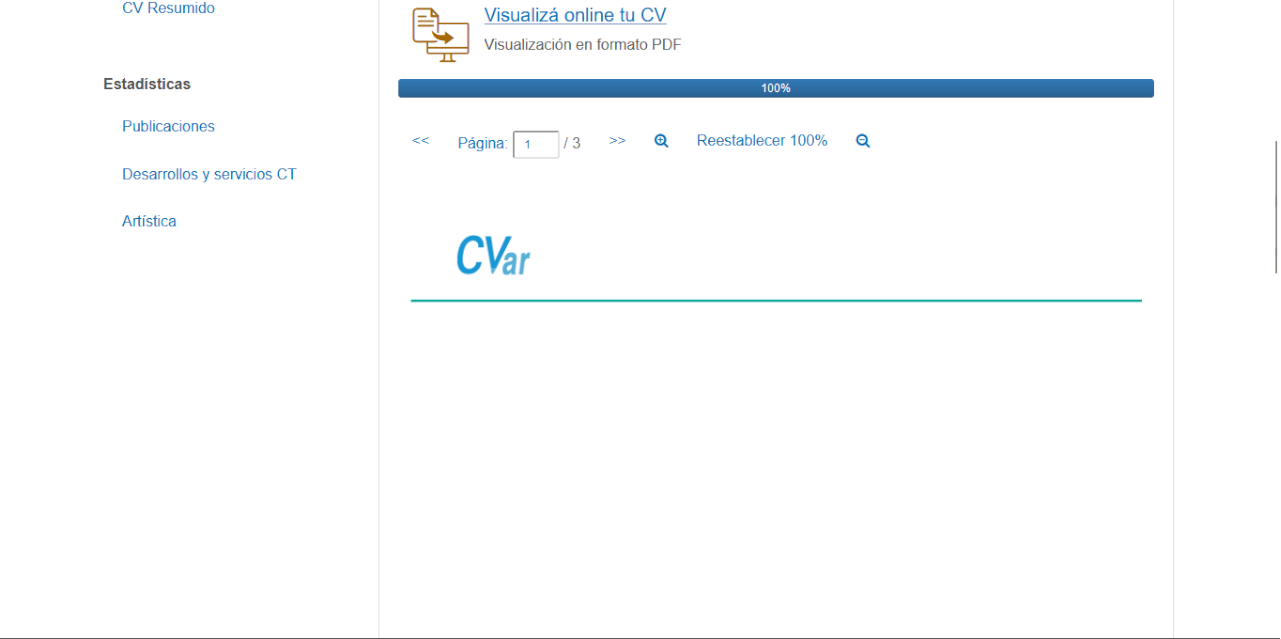 CV Resumido
Estadísticas
Publicaciones
Desarrollos y servicios CT
Artística
Visualizá online tu CV
Visualización en formato PDF
100%
<< Página: 1 / 3 >> Reestablecer 100%
CVar